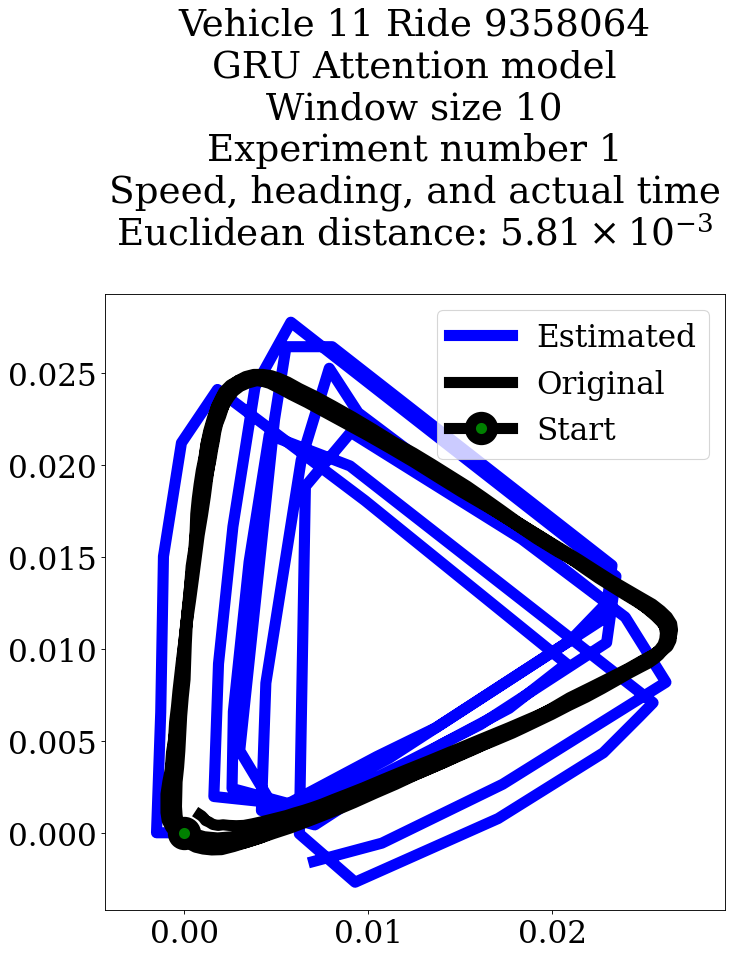 Vehicle 11 Ride 9358064
GRU Attention model
Window size 10
Experiment number 1
Speed, heading, and actual time
Euclidean distance: 5.81 × 10⁻³
Estimated
Original
Start
0.025
0.020
0.015
0.010
0.005
0.000
0.00 0.01 0.02